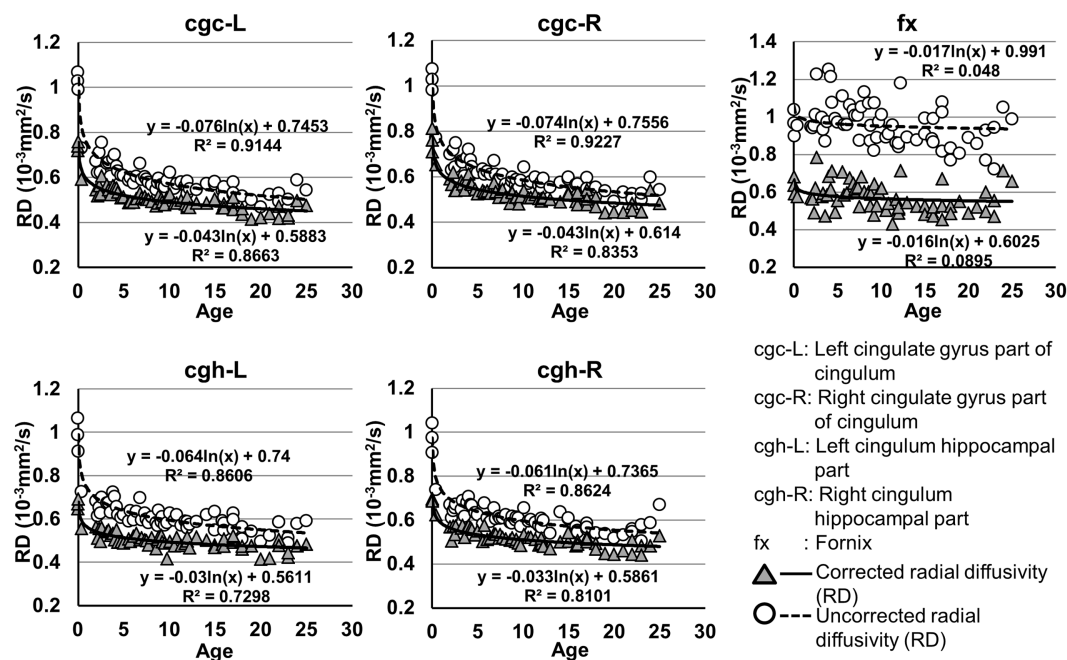 cgc-L
1.2
1
0.8
0.6
0.4
0.2
RD (10⁻³mm²/s)
y = -0.076ln(x) + 0.7453
R² = 0.9144
y = -0.043ln(x) + 0.5883
R² = 0.8663
0 5 10 15 20 25 30
Age
cgc-R
1.2
1
0.8
0.6
0.4
0.2
RD (10⁻³mm²/s)
y = -0.074ln(x) + 0.7556
R² = 0.9227
y = -0.043ln(x) + 0.614
R² = 0.8353
0 5 10 15 20 25 30
Age
fx
1.4
1.2
1.0
0.8
0.6
0.4
0.2
RD (10⁻³mm²/s)
y = -0.017ln(x) + 0.991
R² = 0.048
y = -0.016ln(x) + 0.6025
R² = 0.0895
0 5 10 15 20 25 30
Age
cgh-L
1.2
1
0.8
0.6
0.4
0.2
RD (10⁻³mm²/s)
y = -0.064ln(x) + 0.74
R² = 0.8606
y = -0.03ln(x) + 0.5611
R² = 0.7298
0 5 10 15 20 25 30
Age
cgh-R
1.2
1
0.8
0.6
0.4
0.2
RD (10⁻³mm²/s)
y = -0.061ln(x) + 0.7365
R² = 0.8624
y = -0.033ln(x) + 0.5861
R² = 0.8101
0 5 10 15 20 25 30
Age
cgc-L: Left cingulate gyrus part of
cingulum
cgc-R: Right cingulate gyrus part
of cingulum
cgh-L: Left cingulum hippocampal
part
cgh-R: Right cingulum
hippocampal part
fx : Fornix
Corrected radial diffusivity
(RD)
Uncorrected radial
diffusivity (RD)